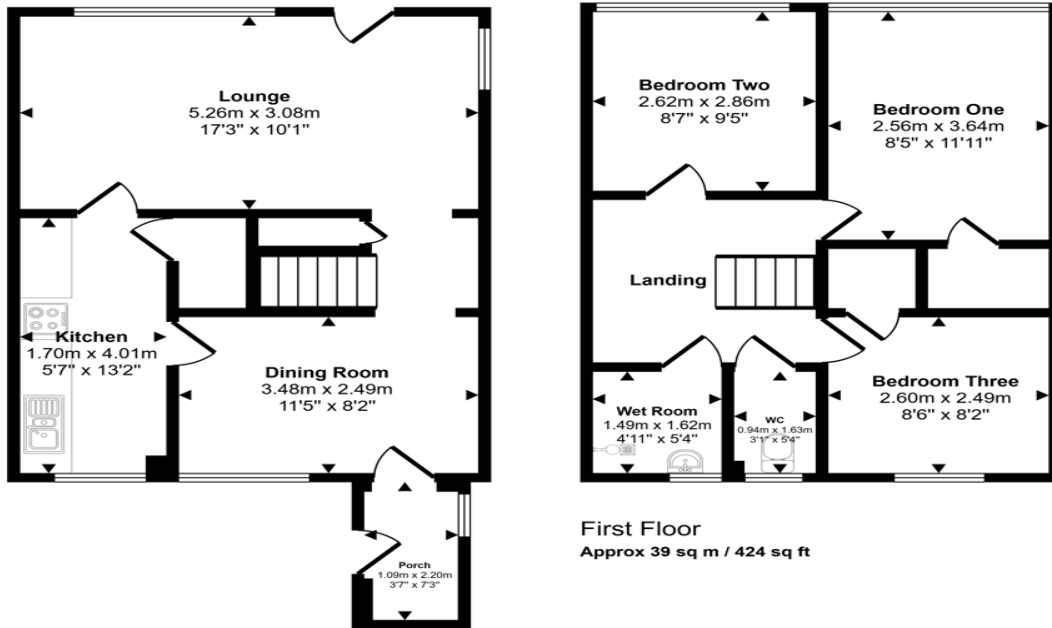 Lounge
5.26m x 3.08m
17'3" x 10'1"
Kitchen
1.70m x 4.01m
5'7" x 13'2"
Dining Room
3.48m x 2.49m
11'5" x 8'2"
Porch
1.09m x 2.20m
3'7" x 7'3"
Bedroom Two
2.62m x 2.86m
8'7" x 9'5"
Bedroom One
2.56m x 3.64m
8'5" x 11'11"
Landing
Wet Room
1.49m x 1.62m
4'11" x 5'4"
WC
0.94m x 1.63m
3'1" x 5'4"
Bedroom Three
2.60m x 2.49m
8'6" x 8'2"
First Floor
Approx 39 sq m / 424 sq ft